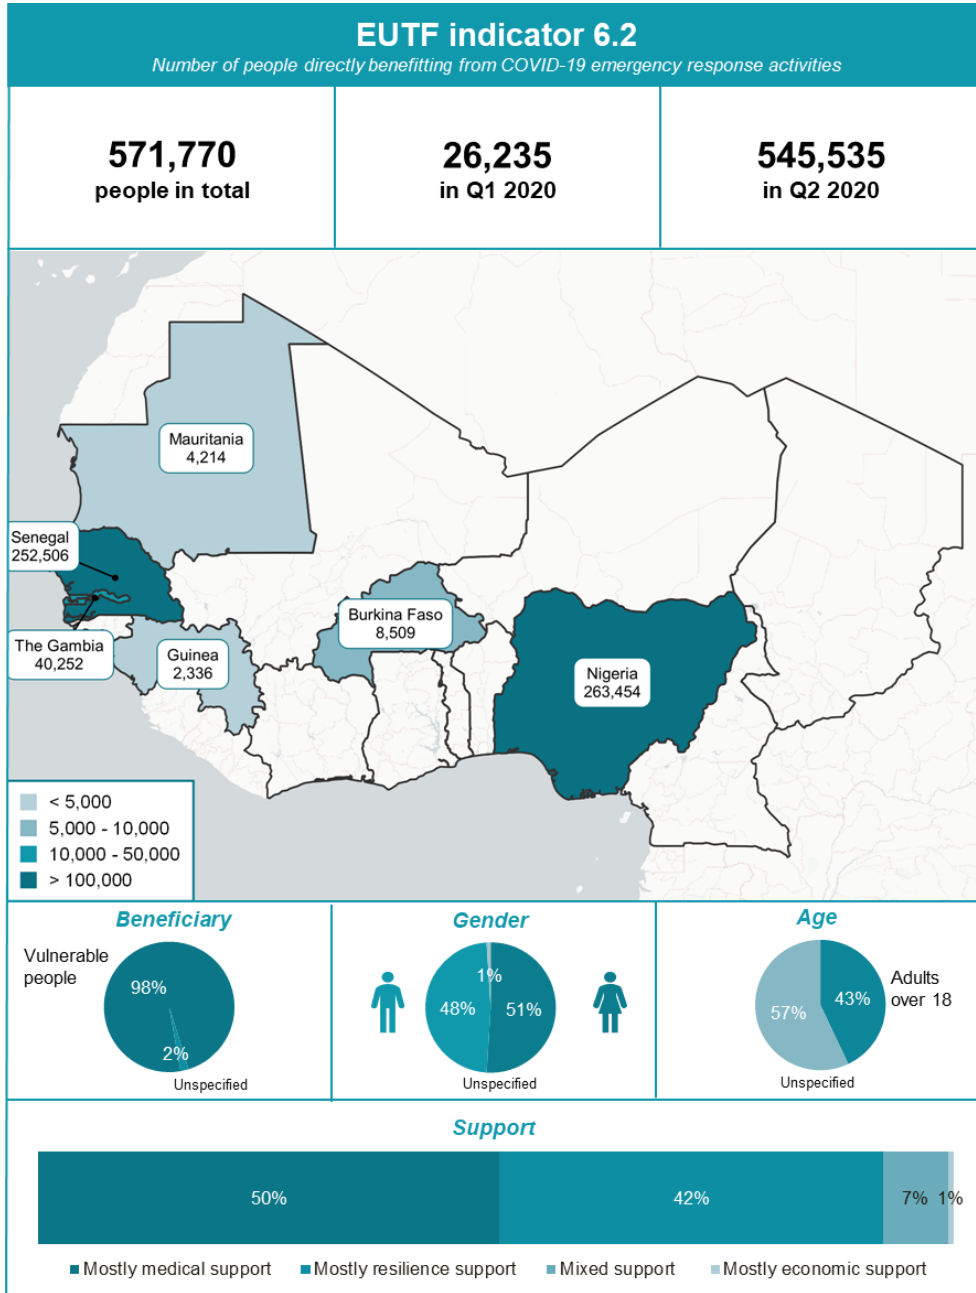 EUTF indicator 6.2
Number of people directly benefitting from COVID-19 emergency response activities
571,770
people in total
26,235
in Q1 2020
545,535
in Q2 2020
Mauritania
4,214
Senegal
252,506
The Gambia
40,252
Guinea
2,336
Burkina Faso
8,509
Nigeria
263,454
< 5,000
5,000 - 10,000
10,000 - 50,000
> 100,000
Beneficiary
Vulnerable
people
98%
2%
Unspecified
Gender
1%
48%
51%
Unspecified
Age
57%
43%
Adults
over 18
Unspecified
Support
50%
42%
7%
1%
Mostly medical support
Mostly resilience support
Mixed support
Mostly economic support